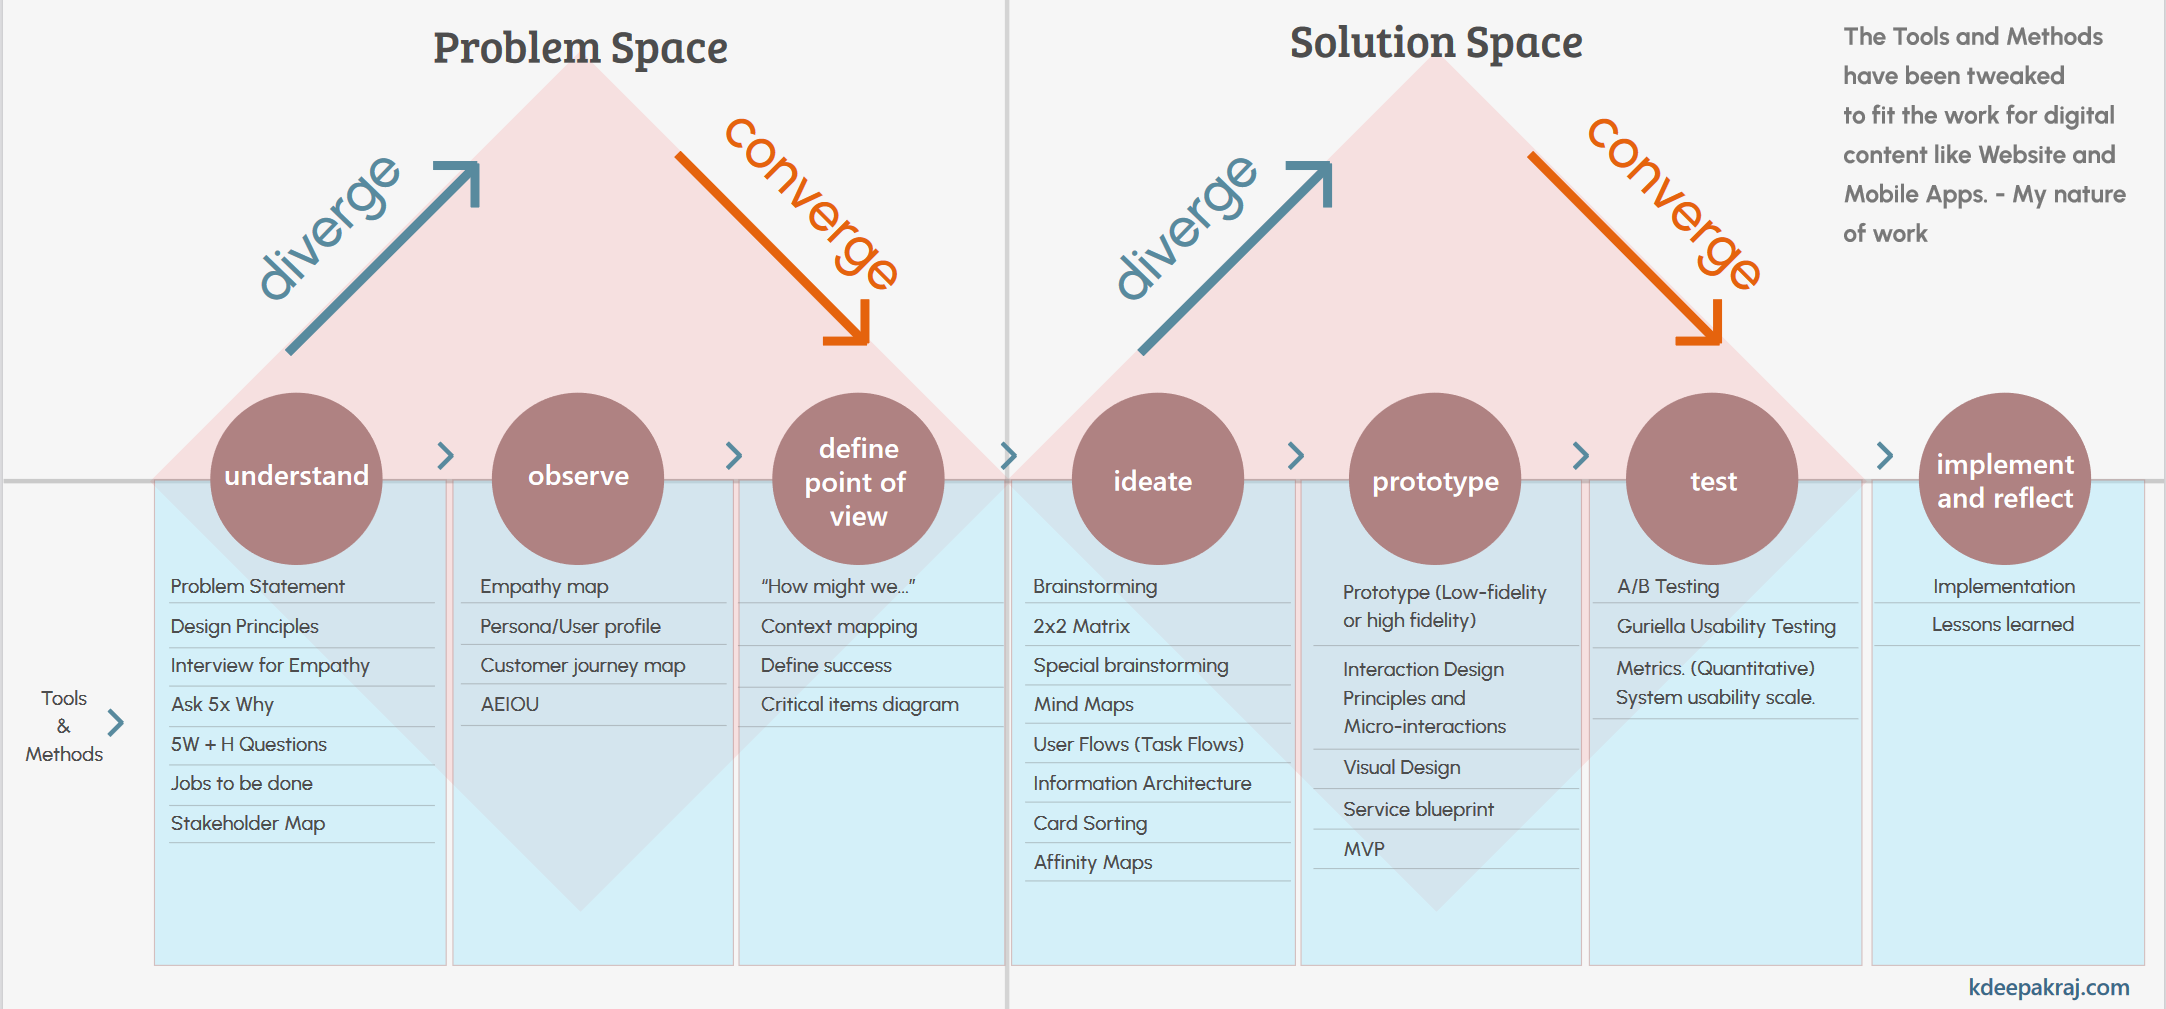 Problem Space
Solution Space
The Tools and Methods
have been tweaked
to fit the work for digital
content like Website and
Mobile Apps. - My nature
of work
diverge
converge
diverge
converge
understand
observe
define
point of
view
ideate
prototype
test
implement
and reflect
Tools
&
Methods
Problem Statement
Design Principles
Interview for Empathy
Ask 5x Why
5W + H Questions
Jobs to be done
Stakeholder Map
Empathy map
Persona/User profile
Customer journey map
AEIOU
“How might we...”
Context mapping
Define success
Critical items diagram
Brainstorming
2x2 Matrix
Special brainstorming
Mind Maps
User Flows (Task Flows)
Information Architecture
Card Sorting
Affinity Maps
Prototype (Low-fidelity
or high fidelity)
Interaction Design
Principles and
Micro-interactions
Visual Design
Service blueprint
MVP
A/B Testing
Guriella Usability Testing
Metrics. (Quantitative)
System usability scale.
Implementation
Lessons learned
kdeepakraj.com